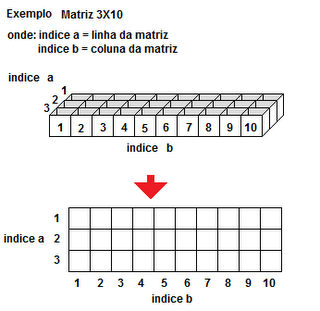 Exemplo Matriz 3X10
onde: indice a = linha da matriz
indice b = coluna da matriz
indice a
1
2
3
1 2 3 4 5 6 7 8 9 10
indice b
1
indice a 2
3
1 2 3 4 5 6 7 8 9 10
indice b